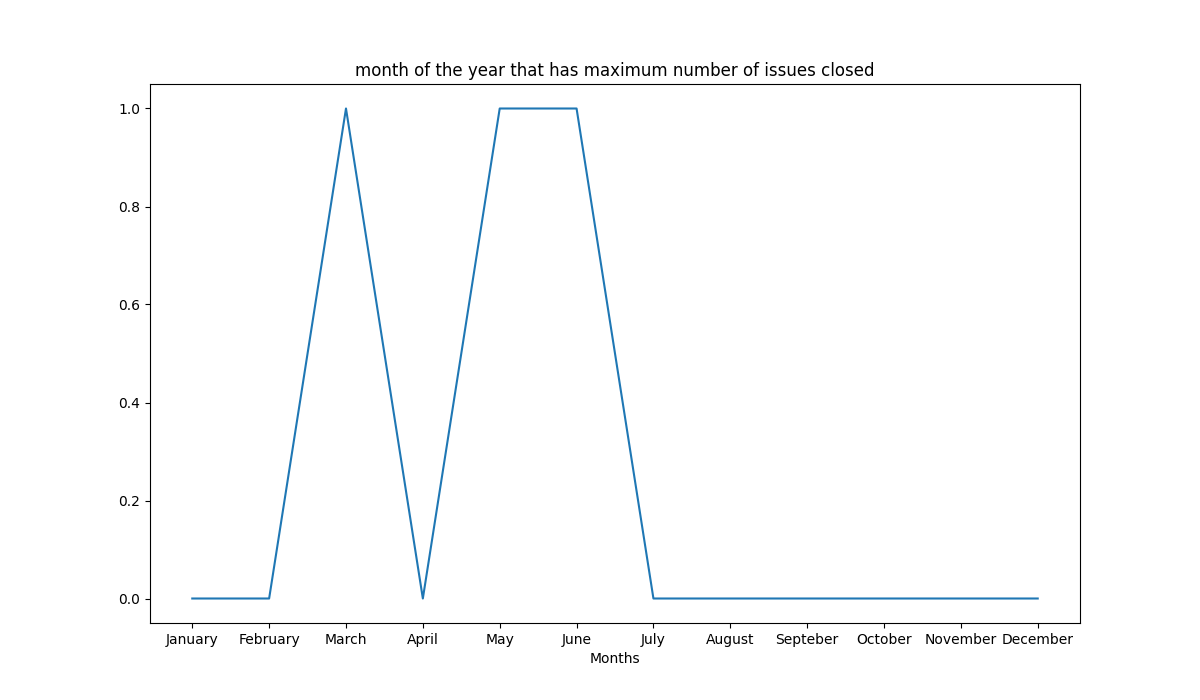 month of the year that has maximum number of issues closed
1.0
0.8
0.6
0.4
0.2
0.0
January February March April May June July August Septeber October November December
Months